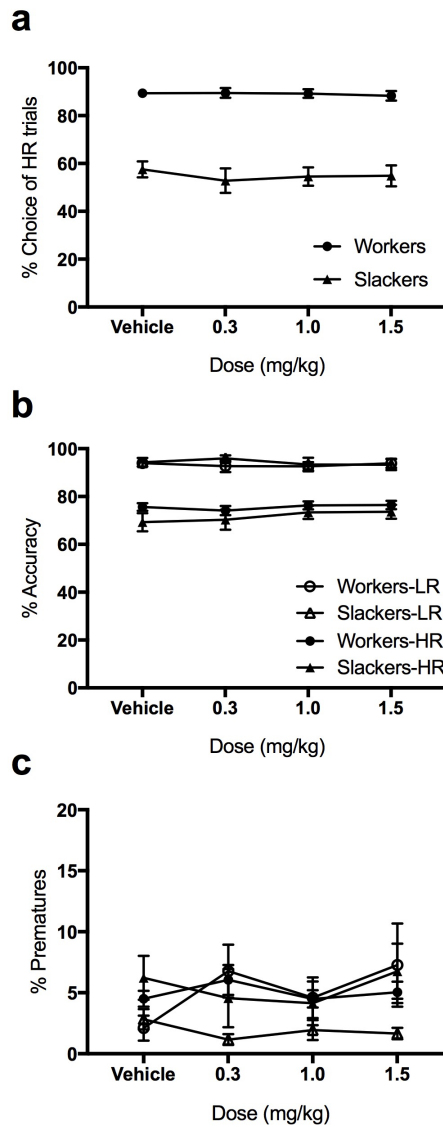 a
100
80
60
40
20
0
% Choice of HR trials
Workers
Slackers
Vehicle 0.3 1.0 1.5
Dose (mg/kg)
b
100
80
60
40
20
0
% Accuracy
Workers-LR
Slackers-LR
Workers-HR
Slackers-HR
Vehicle 0.3 1.0 1.5
Dose (mg/kg)
c
20
15
10
5
0
% Prematures
Vehicle 0.3 1.0 1.5
Dose (mg/kg)